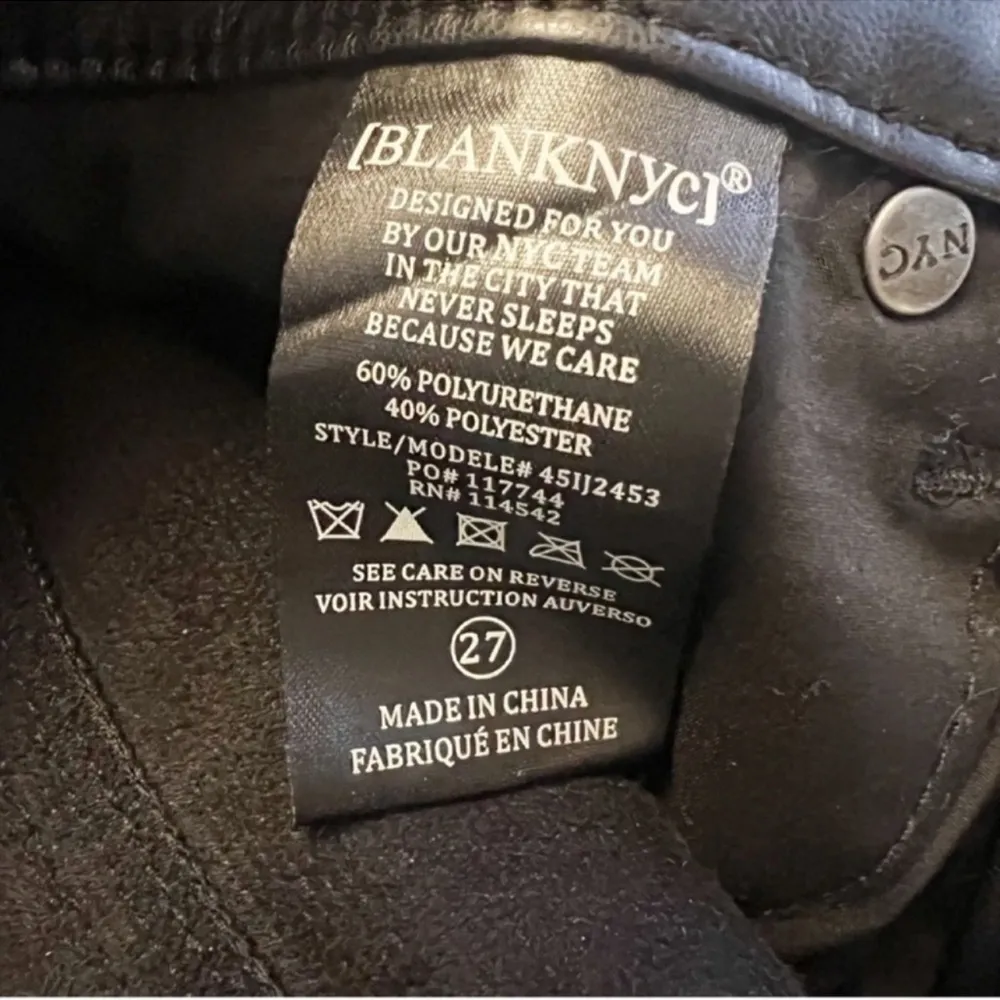 [BLANKNYC]®
DESIGNED FOR YOU
BY OUR NYC TEAM
IN THE CITY THAT
NEVER SLEEPS
BECAUSE WE CARE
60% POLYURETHANE
40% POLYESTER
STYLE/MODELE# 45IJ2453
PO# 117744
RN# 114542
SEE CARE ON REVERSE
VOIR INSTRUCTION AUVERSO
27
MADE IN CHINA
FABRIQUÉ EN CHINE
NYC